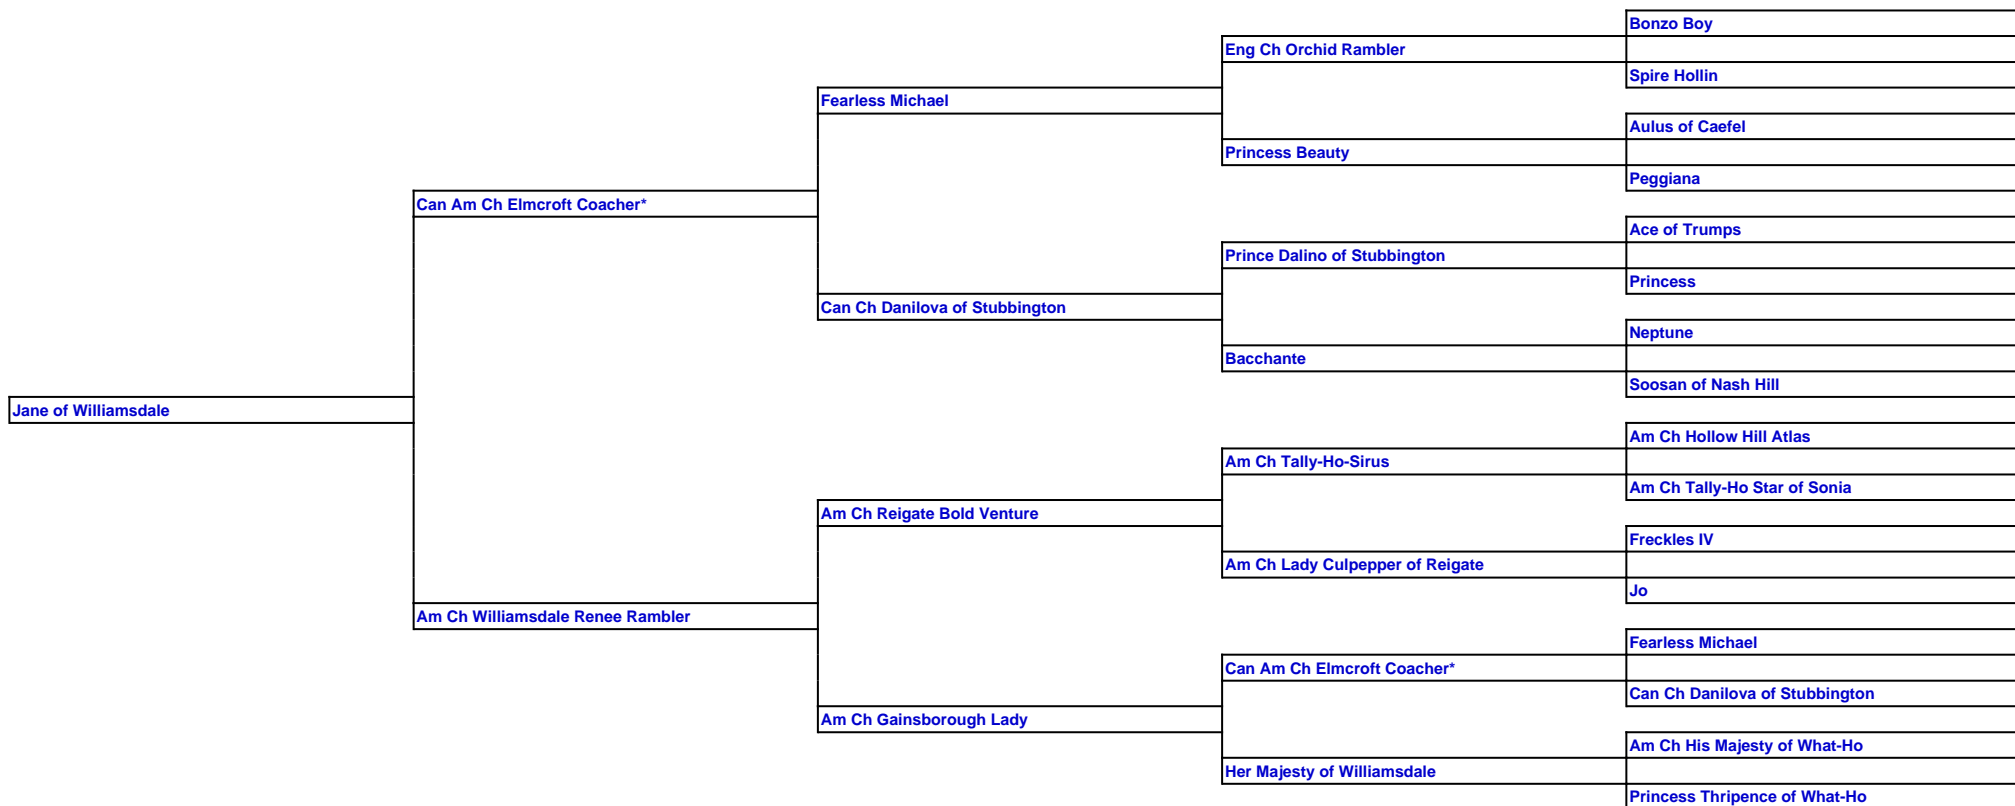 Bonzo Boy
Eng Ch Orchid Rambler
Spire Hollin
Fearless Michael
Aulus of Caefel
Princess Beauty
Peggiana
Can Am Ch Elmcroft Coacher*
Ace of Trumps
Prince Dalino of Stubbington
Princess
Can Ch Danilova of Stubbington
Neptune
Bacchante
Soosan of Nash Hill
Jane of Williamsdale
Am Ch Hollow Hill Atlas
Am Ch Tally-Ho-Sirus
Am Ch Tally-Ho Star of Sonia
Am Ch Reigate Bold Venture
Freckles IV
Am Ch Lady Culpepper of Reigate
Jo
Am Ch Williamsdale Renee Rambler
Fearless Michael
Can Am Ch Elmcroft Coacher*
Can Ch Danilova of Stubbington
Am Ch Gainsborough Lady
Am Ch His Majesty of What-Ho
Her Majesty of Williamsdale
Princess Thripence of What-Ho